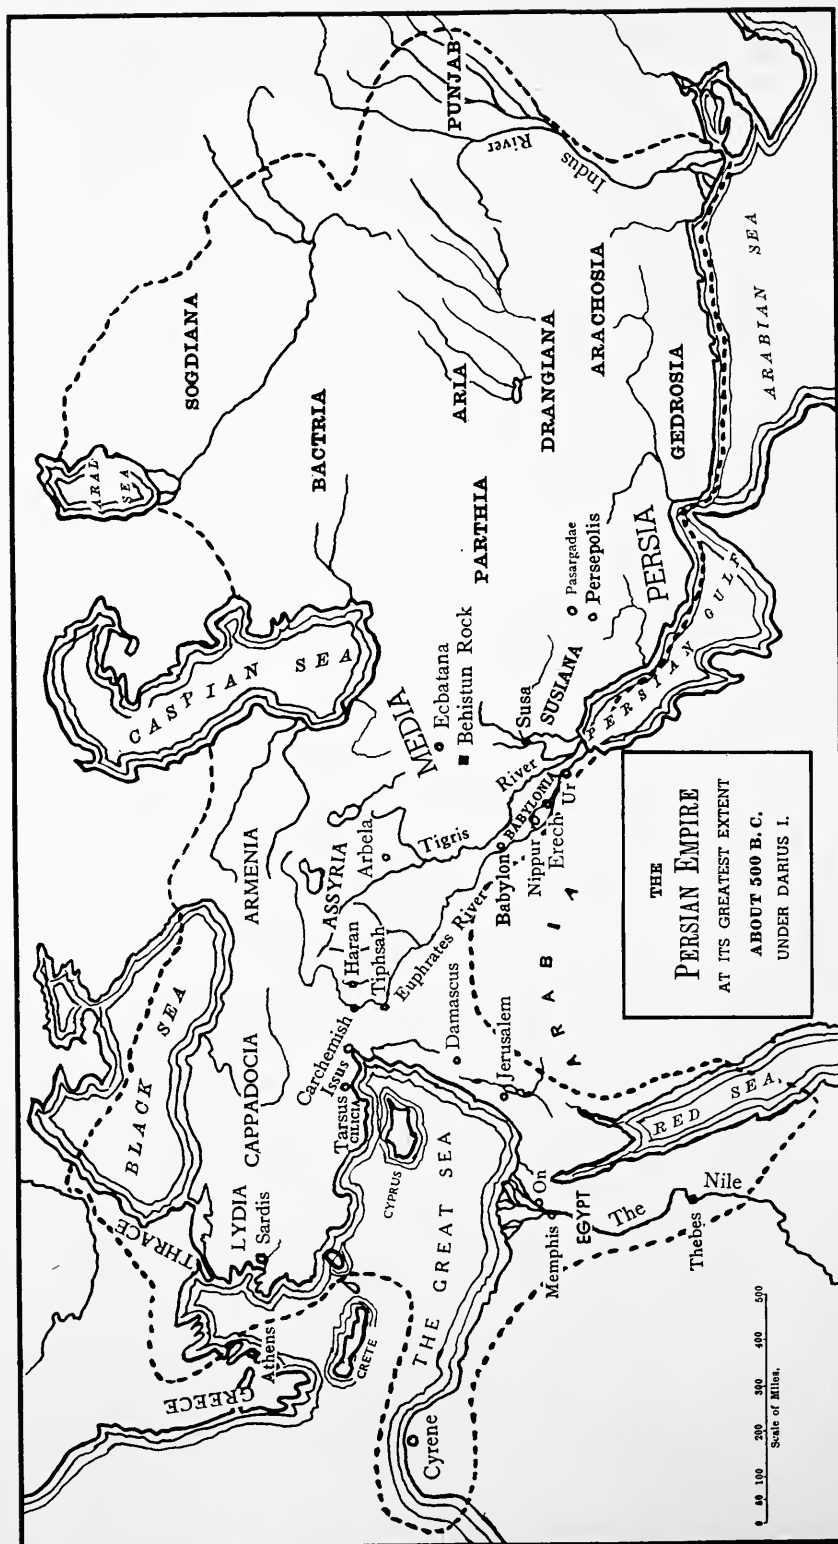 THE
PERSIAN EMPIRE
AT ITS GREATEST EXTENT
ABOUT 500 B. C.
UNDER DARIUS I.
GREECE
Athens
THRACE
CRETE
BLACK SEA
LYDIA
Sardis
CAPPADOCIA
Tarsus
CILICIA
Issus
Carchemish
CYPRUS
THE GREAT SEA
Cyrene
Memphis
On
EGYPT
The Nile
Thebes
RED SEA
Jerusalem
Damascus
ARABIA
ARMENIA
Haran
Tiphsah
Euphrates River
ASSYRIA
Arbela
Tigris River
Babylon
BABYLONIA
Nippur
Erech
Ur
CASPIAN SEA
MEDIA
Ecbatana
Behistun Rock
Susa
SUSIANA
PERSIAN GULF
Pasargadae
Persepolis
PERSIA
PARTHIA
ARAL
SEA
SOGDIANA
BACTRIA
ARIA
DRANGIANA
ARACHOSIA
GEDROSIA
PUNJAB
Indus River
ARABIAN SEA
0 50 100 200 300 400 500
Scale of Miles.